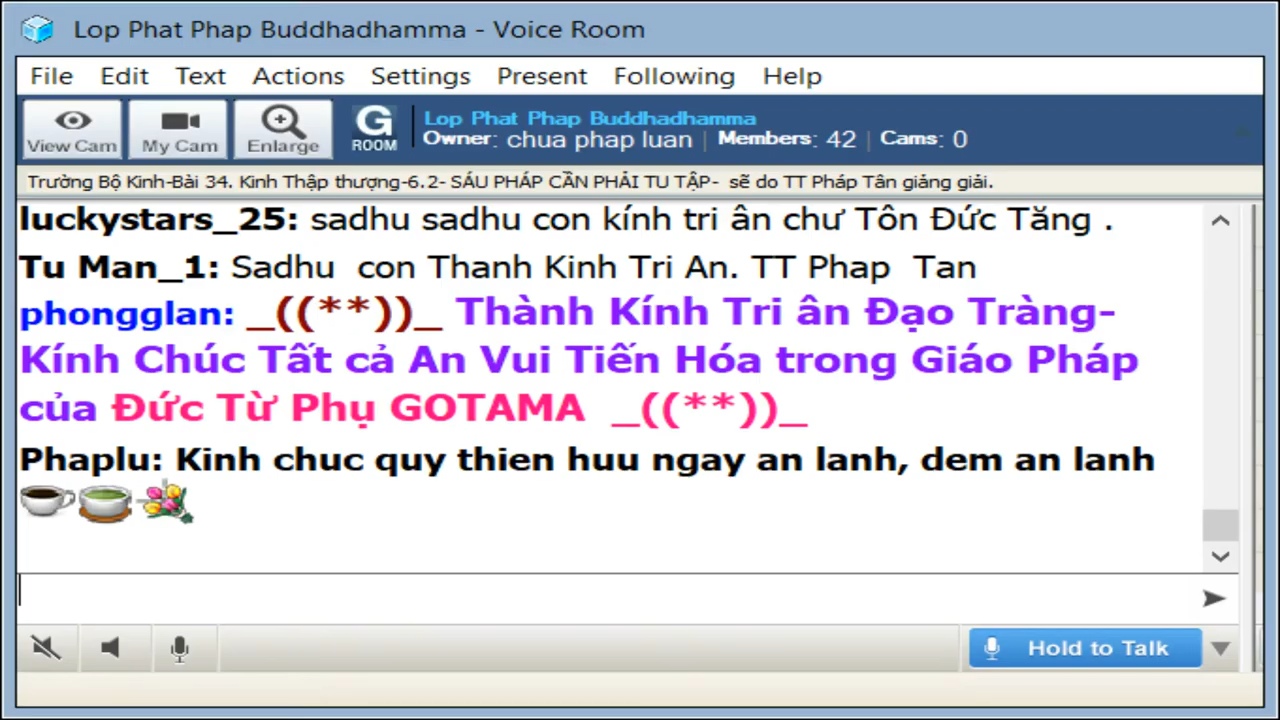 Lop Phat Phap Buddhadhamma - Voice Room
File Edit Text Actions Settings Present Following Help
View Cam My Cam Enlarge G ROOM
Lop Phat Phap Buddhadhamma
Owner: chua phap luan | Members: 42 | Cams: 0
Trường Bộ Kinh-Bài 34. Kinh Thập thượng-6.2- SÁU PHÁP CẦN PHẢI TU TẬP- sẽ do TT Pháp Tân giảng giải.
luckystars_25: sadhu sadhu con kính tri ân chư Tôn Đức Tăng .
Tu Man_1: Sadhu con Thanh Kinh Tri An. TT Phap Tan
phongglan: _((**))_ Thành Kính Tri ân Đạo Tràng-
Kính Chúc Tất cả An Vui Tiến Hóa trong Giáo Pháp
của Đức Từ Phụ GOTAMA _((**))_
Phaplu: Kinh chuc quy thien huu ngay an lanh, dem an lanh
Hold to Talk